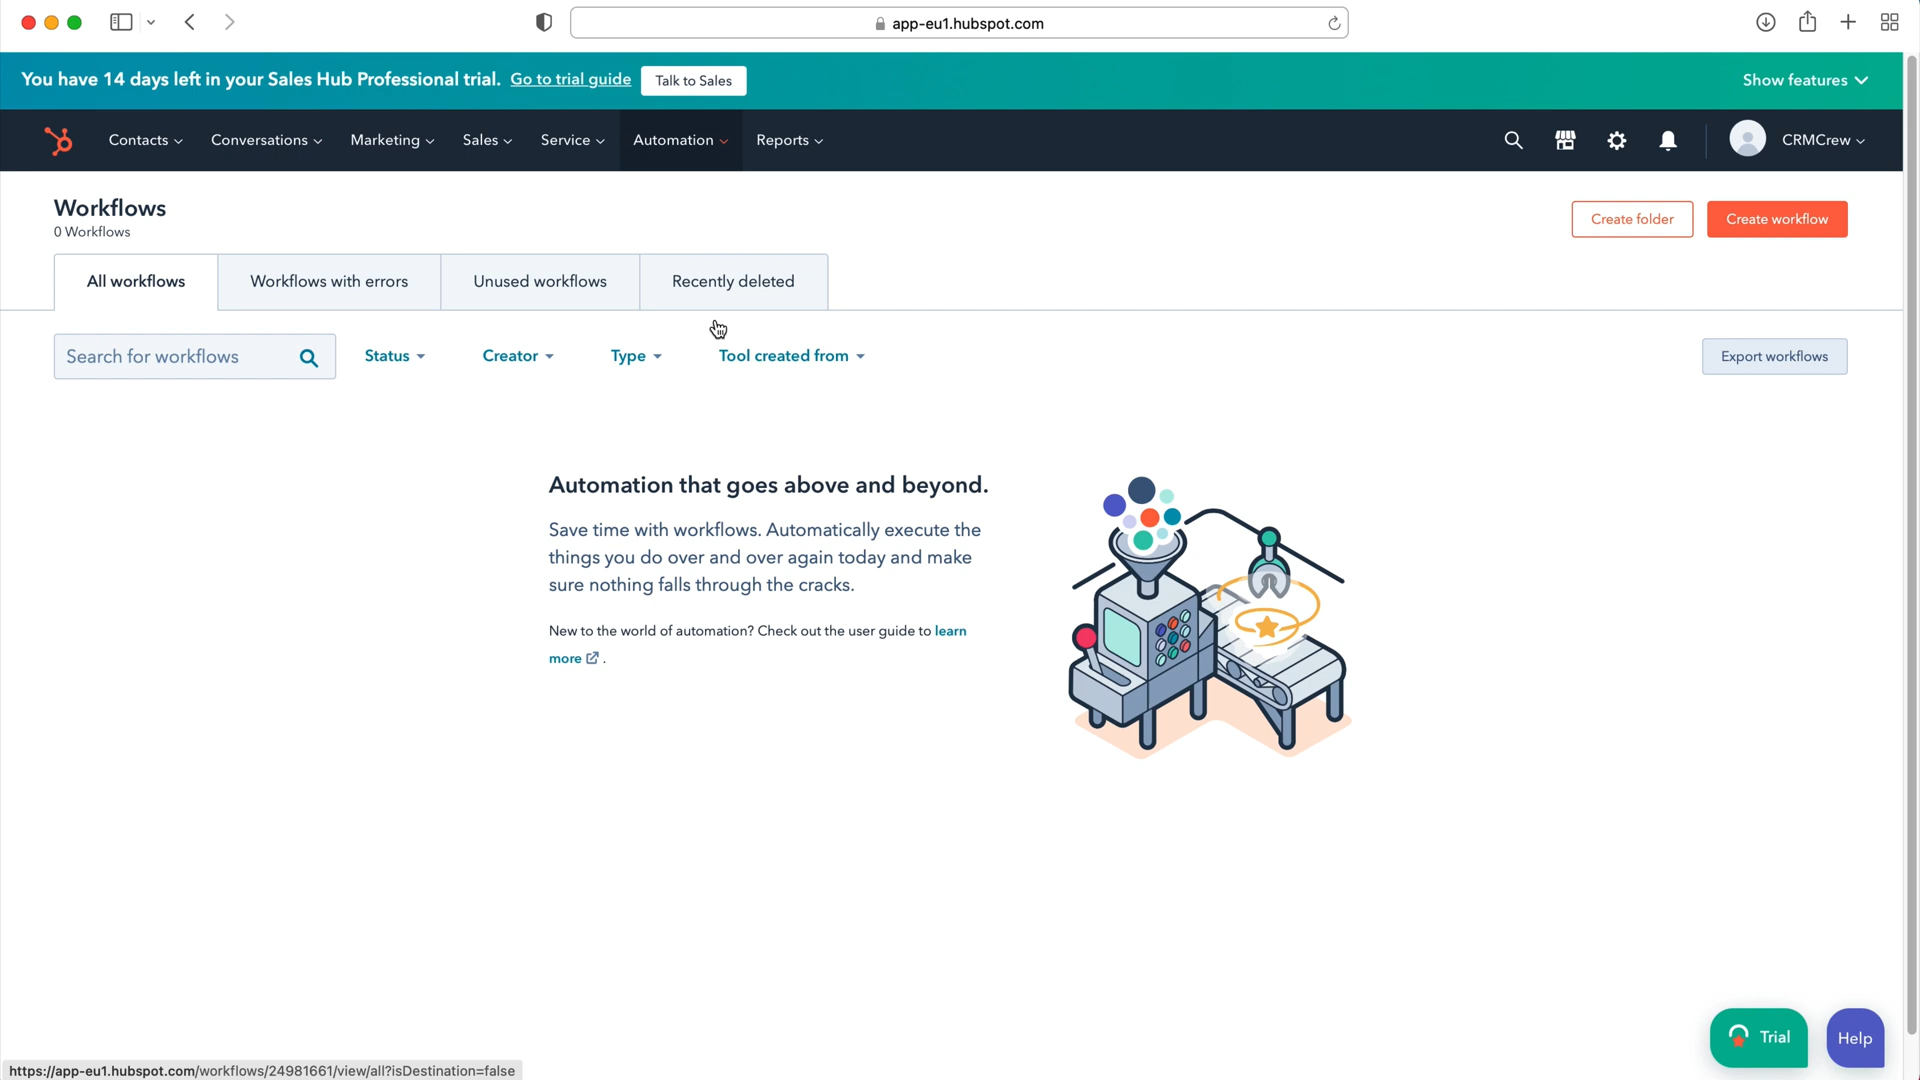 app-eu1.hubspot.com
You have 14 days left in your Sales Hub Professional trial. Go to trial guide Talk to Sales Show features
Contacts Conversations Marketing Sales Service Automation Reports CRMCrew
Workflows
0 Workflows
Create folder Create workflow
All workflows Workflows with errors Unused workflows Recently deleted
Search for workflows Status Creator Type Tool created from Export workflows
Automation that goes above and beyond.
Save time with workflows. Automatically execute the
things you do over and over again today and make
sure nothing falls through the cracks.
New to the world of automation? Check out the user guide to learn
more .
Trial Help
https://app-eu1.hubspot.com/workflows/24981661/view/all?isDestination=false